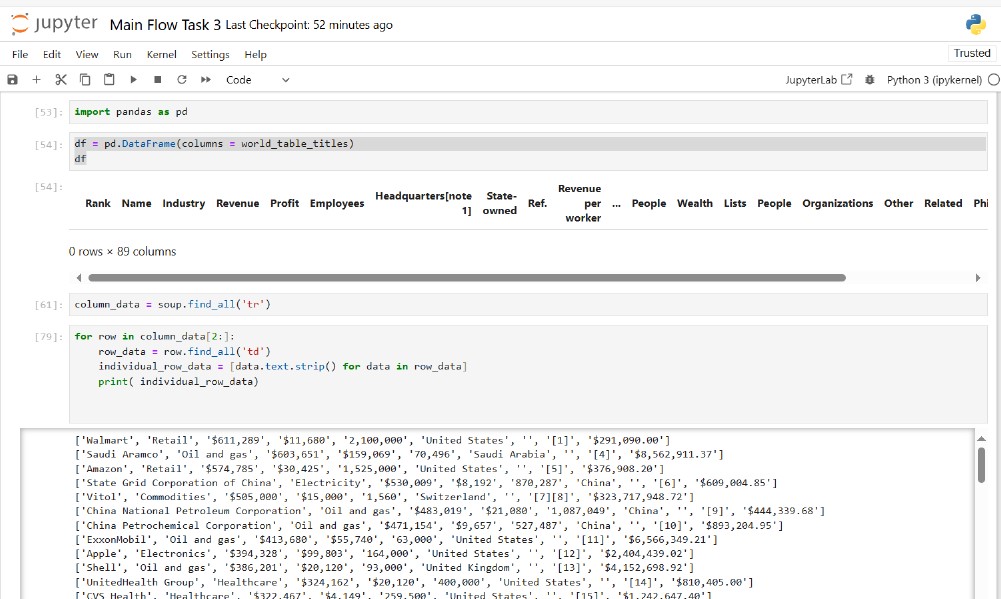 jupyter Main Flow Task 3 Last Checkpoint: 52 minutes ago
File Edit View Run Kernel Settings Help Trusted
Code JupyterLab Python 3 (ipykernel)
[53]: import pandas as pd
[54]: df = pd.DataFrame(columns = world_table_titles)
df
[54]:
Rank Name Industry Revenue Profit Employees Headquarters[note 1] State-owned Ref. Revenue per worker ... People Wealth Lists People Organizations Other Related Phi
0 rows × 89 columns
[61]: column_data = soup.find_all('tr')
[79]: for row in column_data[2:]:
row_data = row.find_all('td')
individual_row_data = [data.text.strip() for data in row_data]
print( individual_row_data)
['Walmart', 'Retail', '$611,289', '$11,680', '2,100,000', 'United States', '', '[1]', '$291,090.00']
['Saudi Aramco', 'Oil and gas', '$603,651', '$159,069', '70,496', 'Saudi Arabia', '', '[4]', '$8,562,911.37']
['Amazon', 'Retail', '$574,785', '$30,425', '1,525,000', 'United States', '', '[5]', '$376,908.20']
['State Grid Corporation of China', 'Electricity', '$530,009', '$8,192', '870,287', 'China', '', '[6]', '$609,004.85']
['Vitol', 'Commodities', '$505,000', '$15,000', '1,560', 'Switzerland', '', '[7][8]', '$323,717,948.72']
['China National Petroleum Corporation', 'Oil and gas', '$483,019', '$21,080', '1,087,049', 'China', '', '[9]', '$444,339.68']
['China Petrochemical Corporation', 'Oil and gas', '$471,154', '$9,657', '527,487', 'China', '', '[10]', '$893,204.95']
['ExxonMobil', 'Oil and gas', '$413,680', '$55,740', '63,000', 'United States', '', '[11]', '$6,566,349.21']
['Apple', 'Electronics', '$394,328', '$99,803', '164,000', 'United States', '', '[12]', '$2,404,439.02']
['Shell', 'Oil and gas', '$386,201', '$20,120', '93,000', 'United Kingdom', '', '[13]', '$4,152,698.92']
['UnitedHealth Group', 'Healthcare', '$324,162', '$20,120', '400,000', 'United States', '', '[14]', '$810,405.00']
['CVS Health', 'Healthcare', '$322,467', '$4,149', '259,500', 'United States', '', '[15]', '$1,242,647.40']